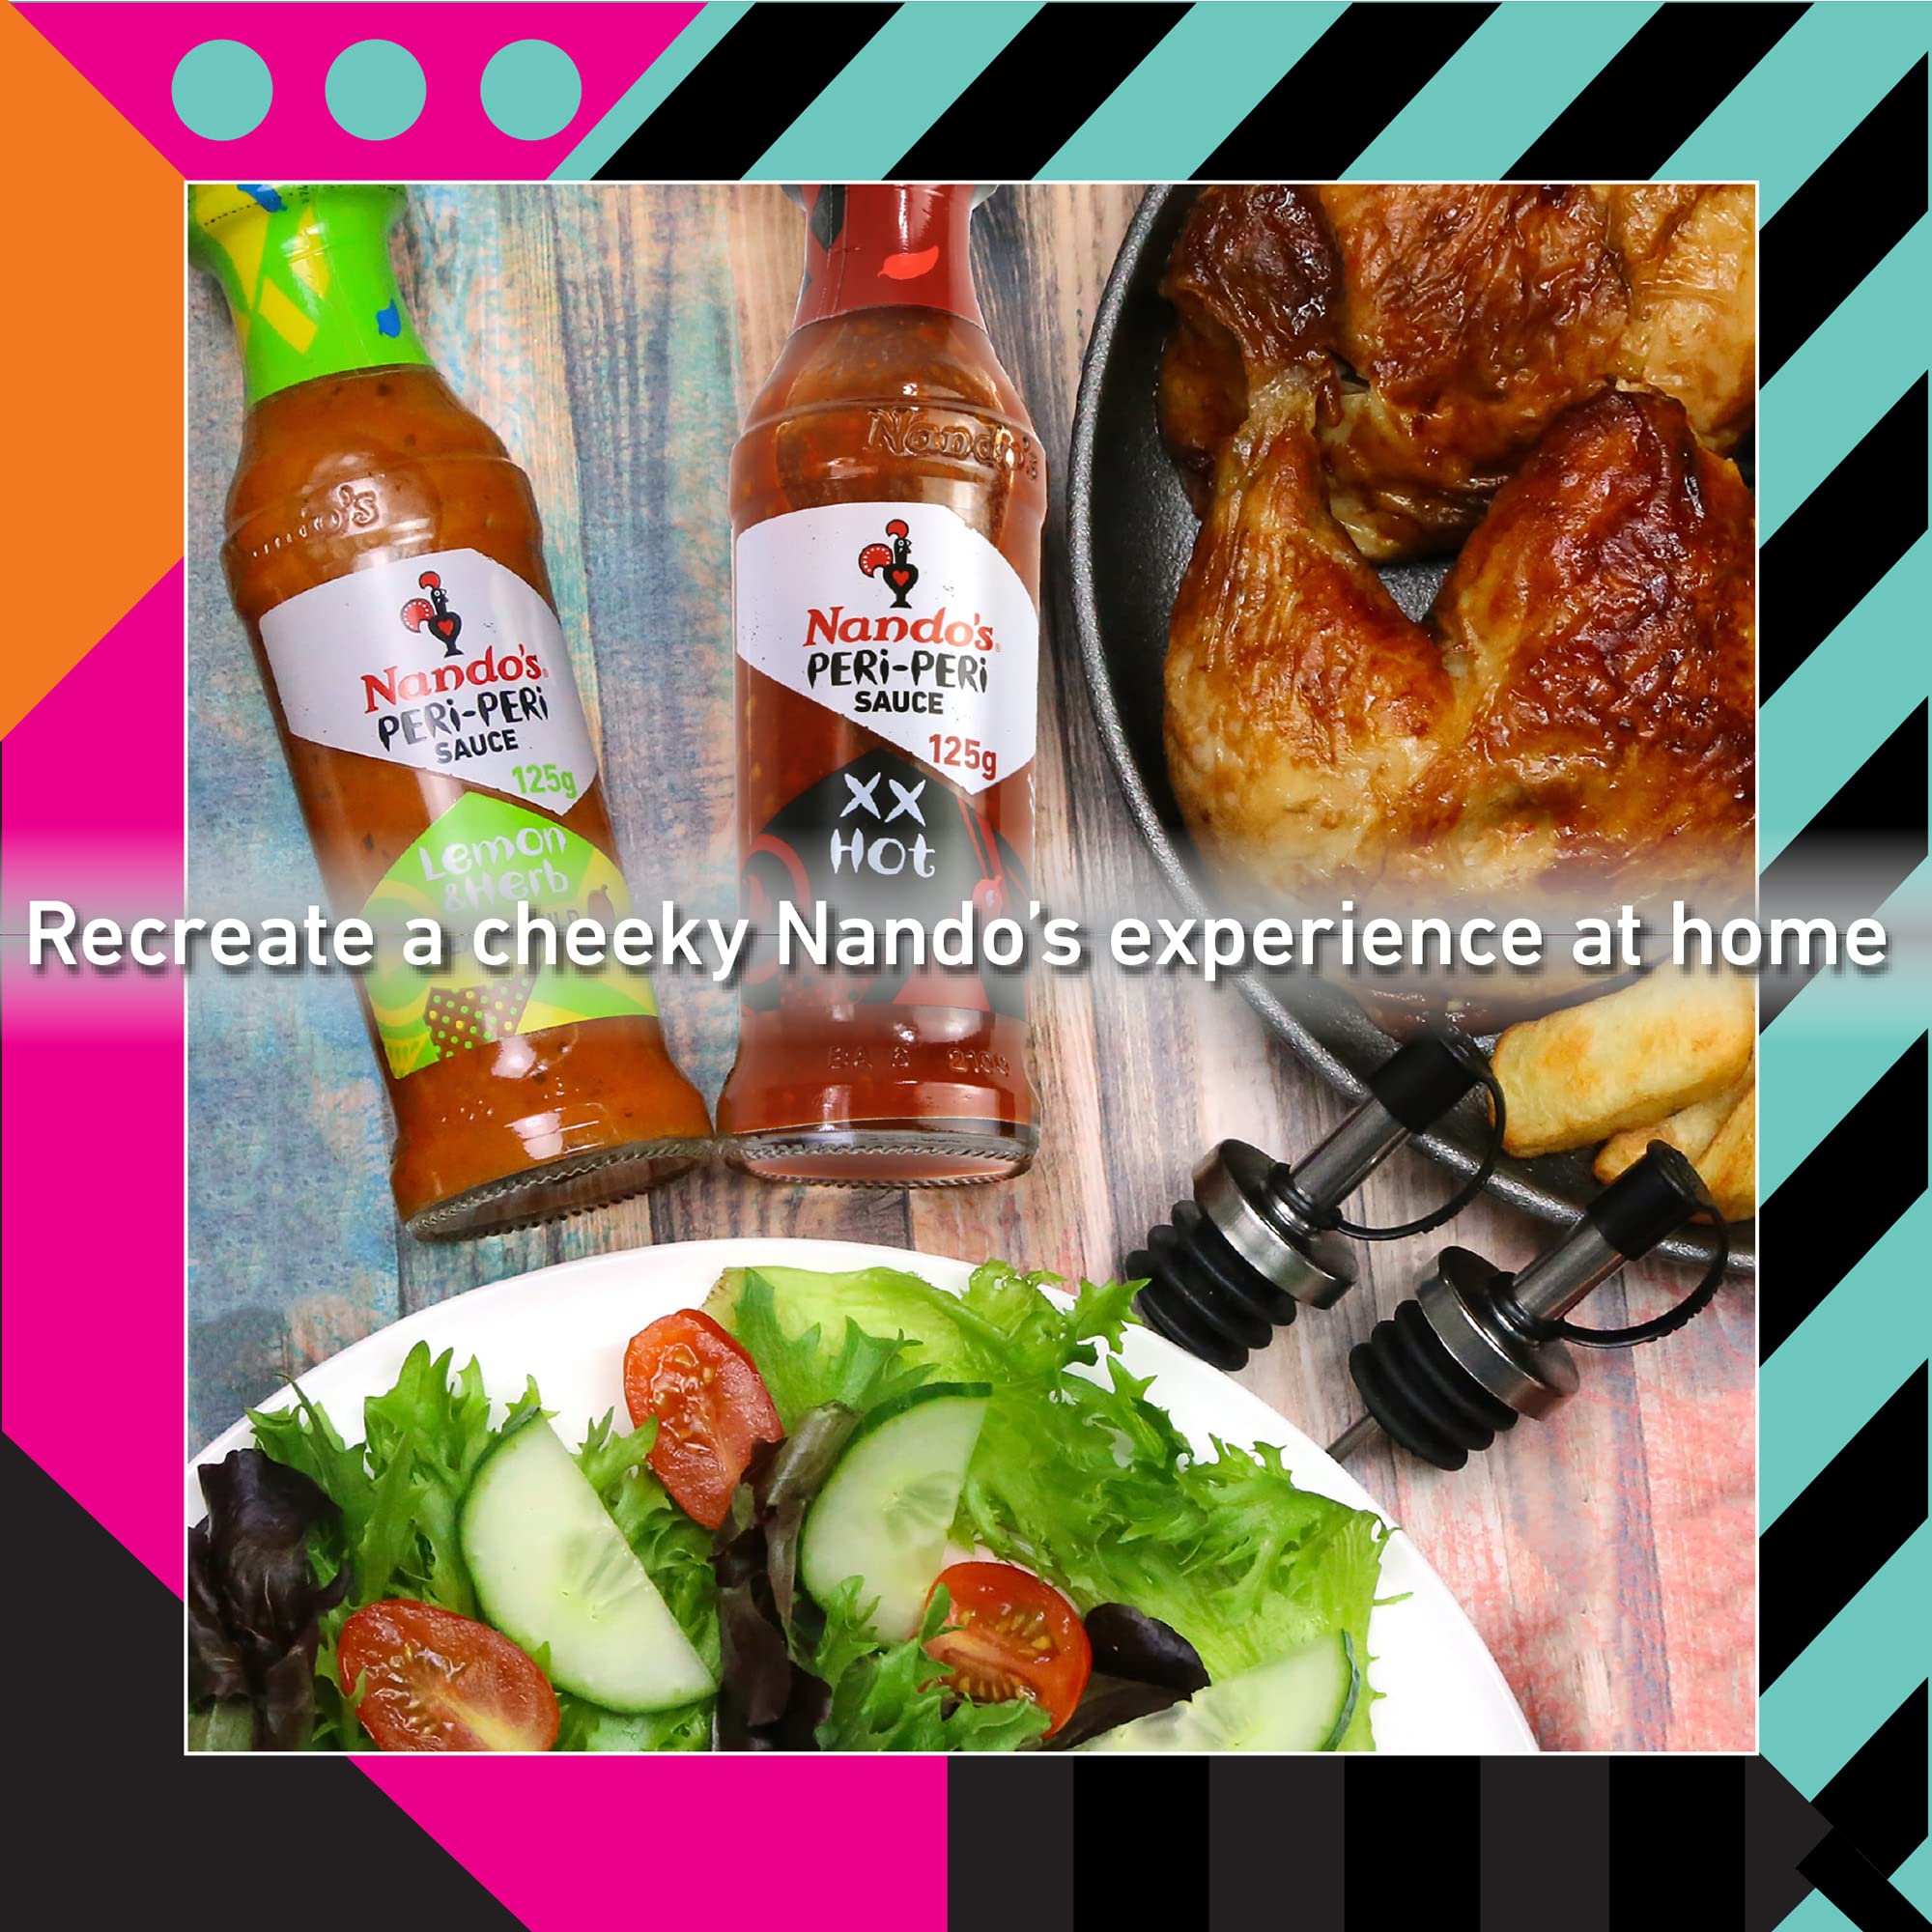 Nando's
Nando's
PERi-PERi
SAUCE
125g
Lemon
&Herb
Nando's
PERi-PERi
SAUCE
125g
XX
Hot
Recreate a cheeky Nando's experience at home